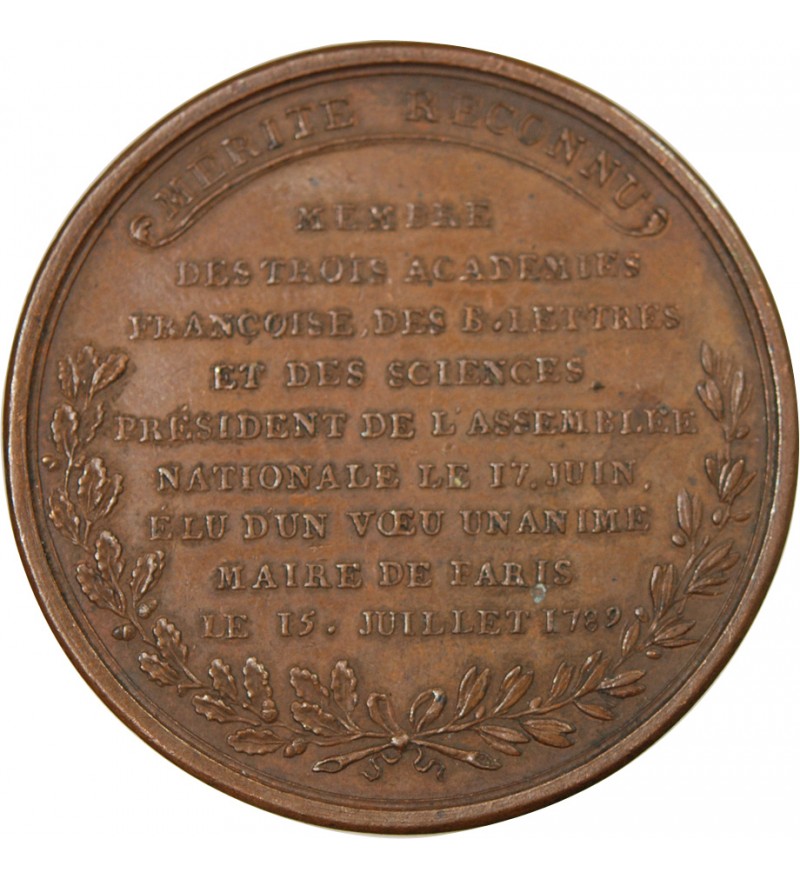 MÉRITE RECONNU
MEMBRE
DES TROIS ACADÉMIES
FRANÇOISE, DES B. LETTRES
ET DES SCIENCES
PRÉSIDENT DE L'ASSEMBLÉE
NATIONALE LE 17. JUIN,
ÉLU D'UN VŒU UNANIME
MAIRE DE PARIS
LE 15. JUILLET 1789